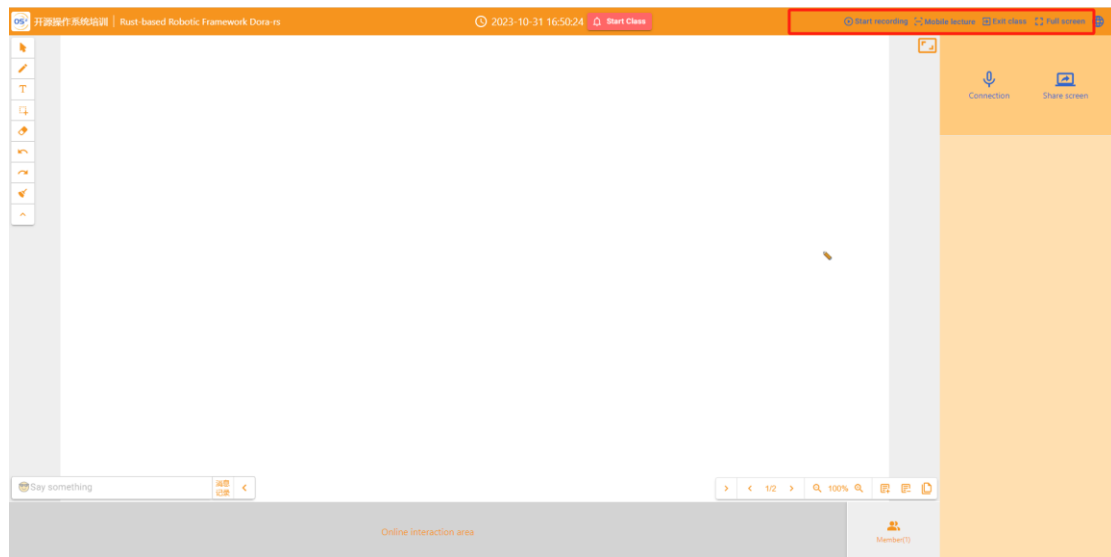 OS² 开源操作系统培训 | Rust-based Robotic Framework Dora-rs 2023-10-31 16:50:24 Start Class Start recording Mobile lecture Exit class Full screen
T
Connection Share screen
Say something 消息
记录
1/2 100%
Online interaction area
Member(1)